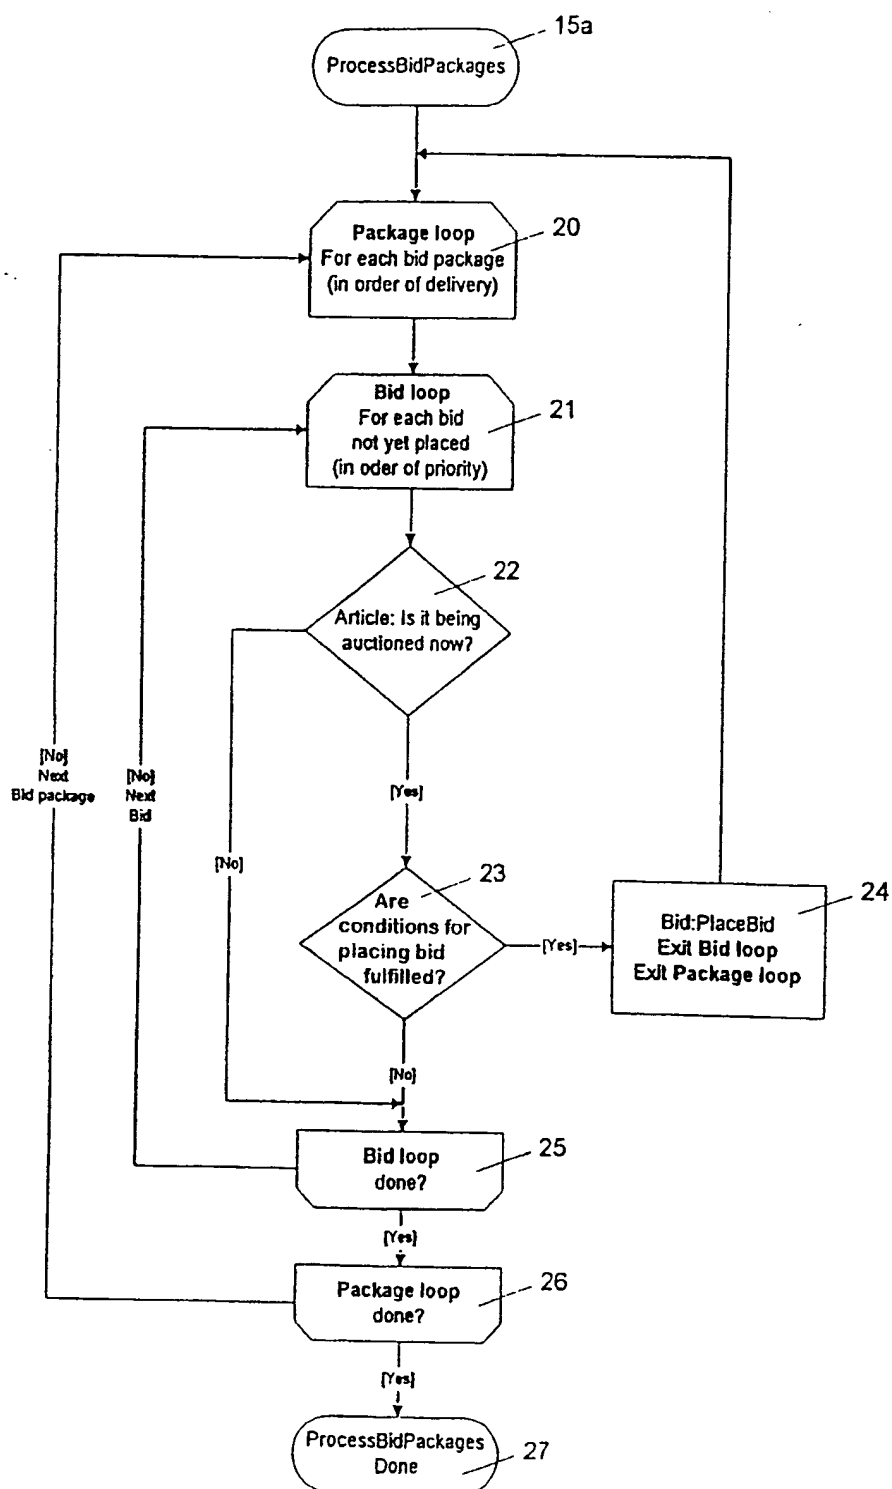 15a
ProcessBidPackages
Package loop
For each bid package
(in order of delivery)
20
Bid loop
For each bid
not yet placed
(in oder of priority)
21
22
Article: Is it being
auctioned now?
[No]
Next
Bid package
[No]
Next
Bid
[Yes]
[No]
23
Are
conditions for
placing bid
fulfilled?
[Yes]
24
Bid:PlaceBid
Exit Bid loop
Exit Package loop
[No]
Bid loop
done?
25
[Yes]
Package loop
done?
26
[Yes]
ProcessBidPackages
Done
27